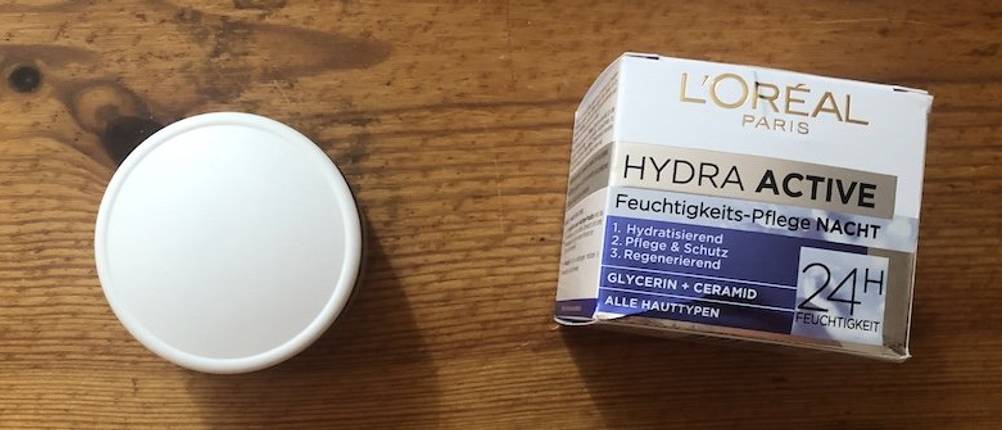 L'ORÉAL
PARIS
HYDRA ACTIVE
Feuchtigkeits-Pflege NACHT
1. Hydratisierend
2. Pflege & Schutz
3. Regenerierend
GLYCERIN + CERAMID
ALLE HAUTTYPEN
24H
FEUCHTIGKEIT